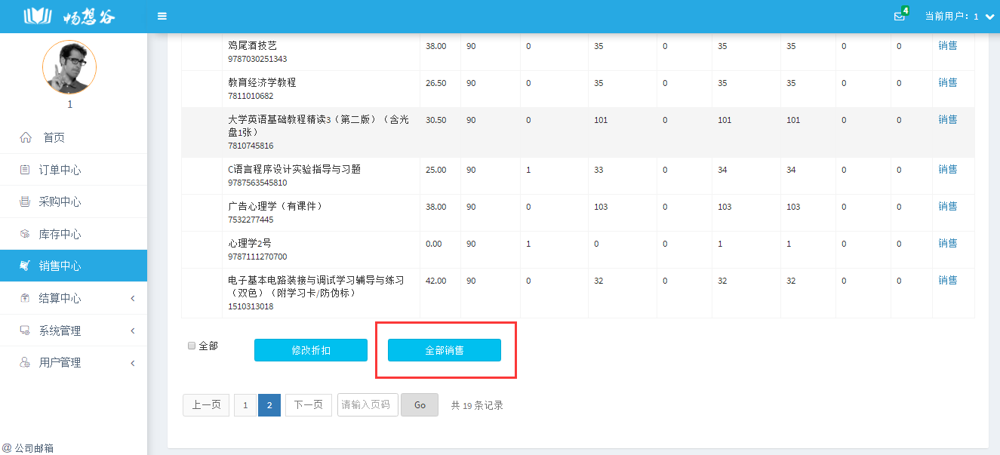 畅想谷
4
当前用户：1
1
首页
订单中心
采购中心
库存中心
销售中心
结算中心
系统管理
用户管理
@ 公司邮箱
鸡尾酒技艺 38.00 90 0 35 0 35 35 0 0 销售
9787030251343
教育经济学教程 26.50 90 0 35 0 35 35 0 0 销售
7811010682
大学英语基础教程精读3（第二版）（含光 30.50 90 0 101 0 101 101 0 0 销售
盘1张）
7810745816
C语言程序设计实验指导与习题 25.00 90 1 33 0 34 34 0 0 销售
9787563545810
广告心理学（有课件） 38.00 90 0 103 0 103 103 0 0 销售
7532277445
心理学2号 0.00 90 1 0 0 1 1 0 0 销售
9787111270700
电子基本电路装接与调试学习辅导与练习 42.00 90 0 32 0 32 32 0 0 销售
（双色）（附学习卡/防伪标）
1510313018
全部 修改折扣 全部销售
上一页 1 2 下一页 请输入页码 Go 共 19 条记录